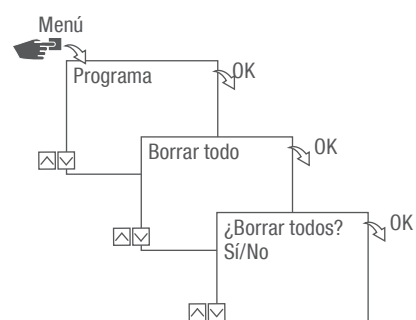 Menú
Programa
OK
Borrar todo
OK
¿Borrar todos?
Sí/No
OK